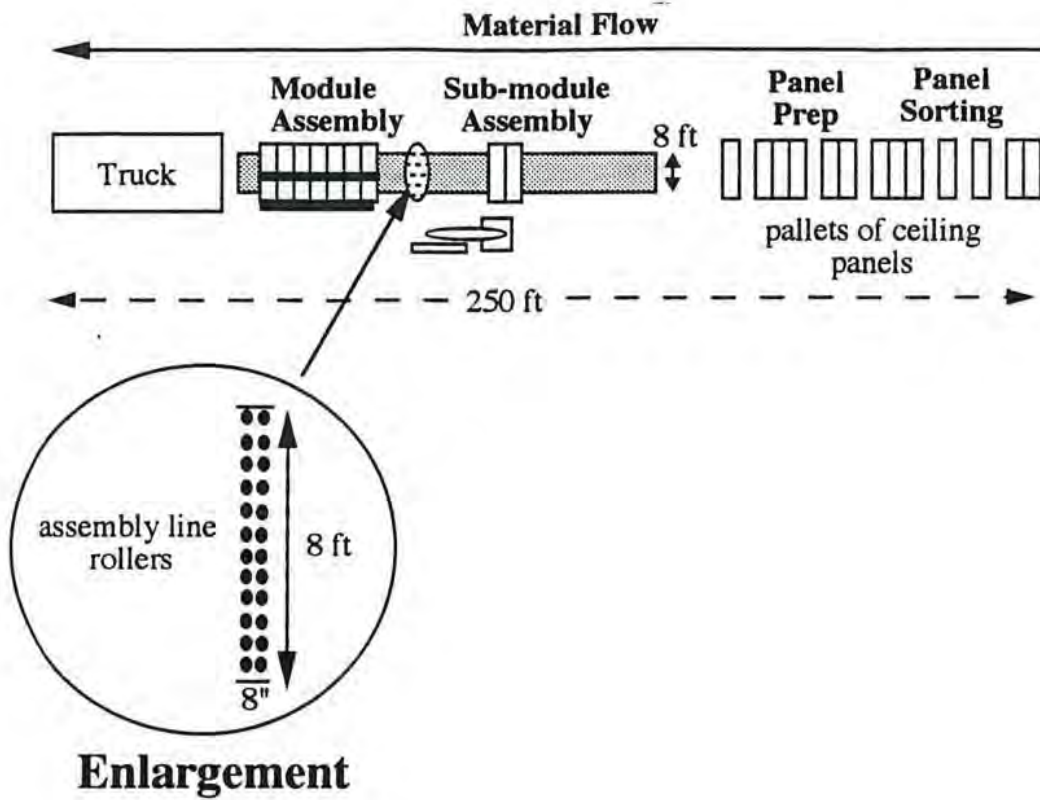 Material Flow
Module
Assembly
Sub-module
Assembly
8 ft
Panel
Prep
Panel
Sorting
Truck
pallets of ceiling
panels
250 ft
assembly line
rollers
8 ft
8"
Enlargement